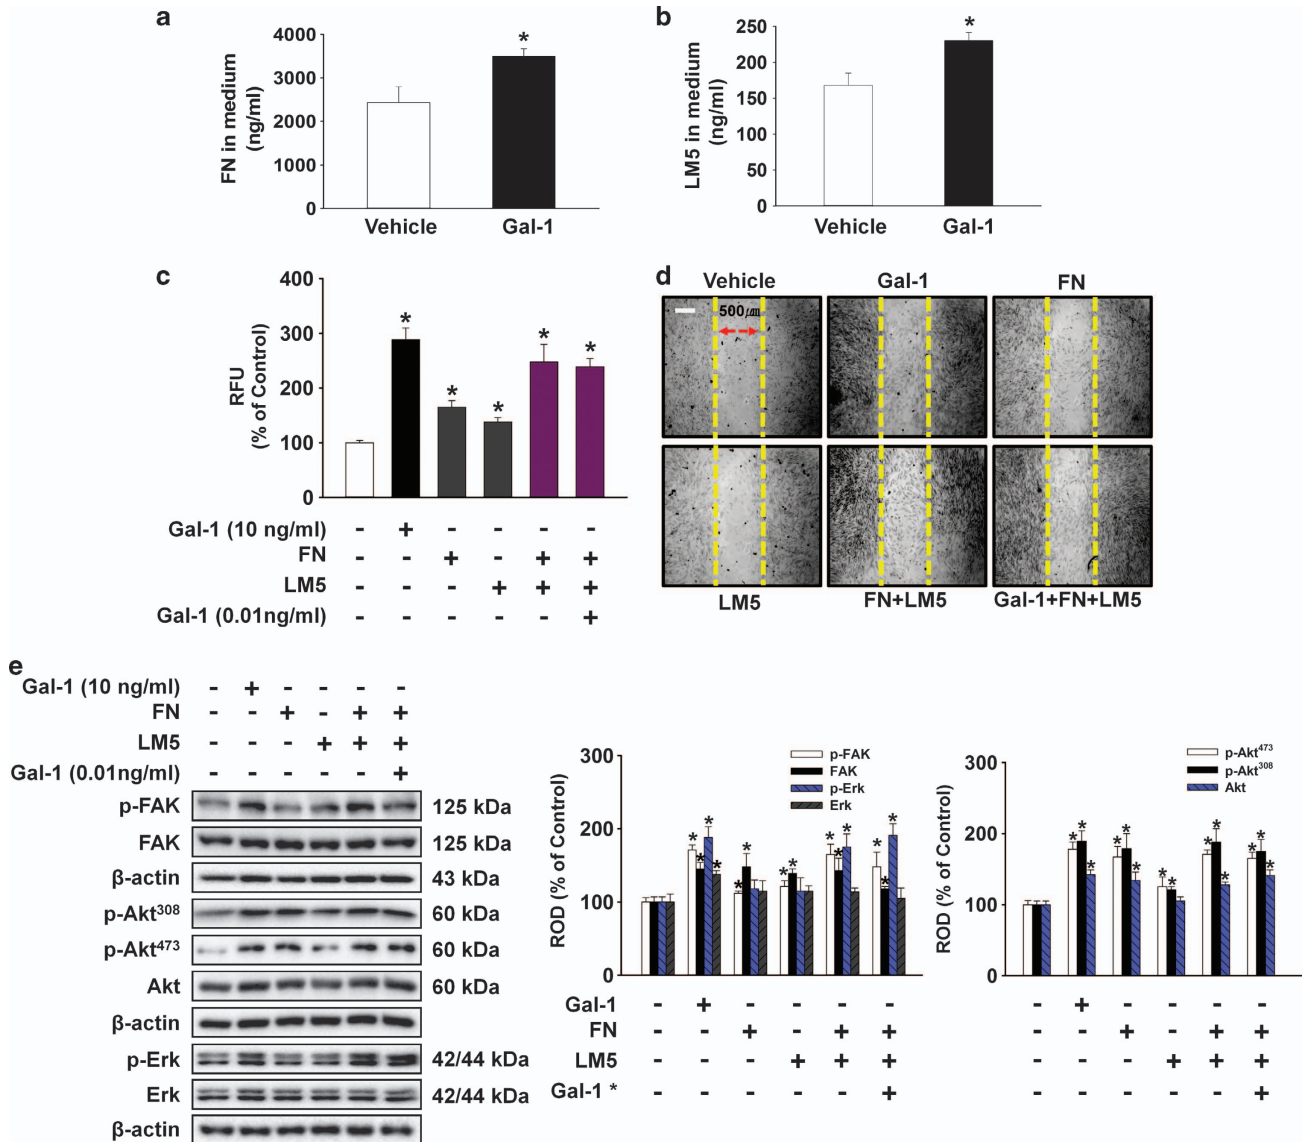 a
4000
3000
2000
1000
0
FN in medium
(ng/ml)
*
Vehicle Gal-1
b
250
200
150
100
50
0
LM5 in medium
(ng/ml)
*
Vehicle Gal-1
c
400
300
200
100
0
RFU
(% of Control)
* * * * *
Gal-1 (10 ng/ml) - + - - - -
FN - - + - + +
LM5 - - - + + +
Gal-1 (0.01ng/ml) - - - - - +
d
Vehicle Gal-1 FN
500㎛
LM5 FN+LM5 Gal-1+FN+LM5
e
Gal-1 (10 ng/ml) - + - - - -
FN - - + - + +
LM5 - - - + + +
Gal-1 (0.01ng/ml) - - - - - +
p-FAK 125 kDa
FAK 125 kDa
β-actin 43 kDa
p-Akt308 60 kDa
p-Akt473 60 kDa
Akt 60 kDa
β-actin
p-Erk 42/44 kDa
Erk 42/44 kDa
β-actin
300
200
100
0
ROD (% of Control)
p-FAK
FAK
p-Erk
Erk
* * * * * * * * * * * * * *
Gal-1 - + - - - -
FN - - + - + +
LM5 - - - + + +
Gal-1 * - - - - - +
300
200
100
0
ROD (% of Control)
p-Akt473
p-Akt308
Akt
* * * * * * * * * * * * * *
- + - - - -
- - + - + +
- - - + + +
- - - - - +